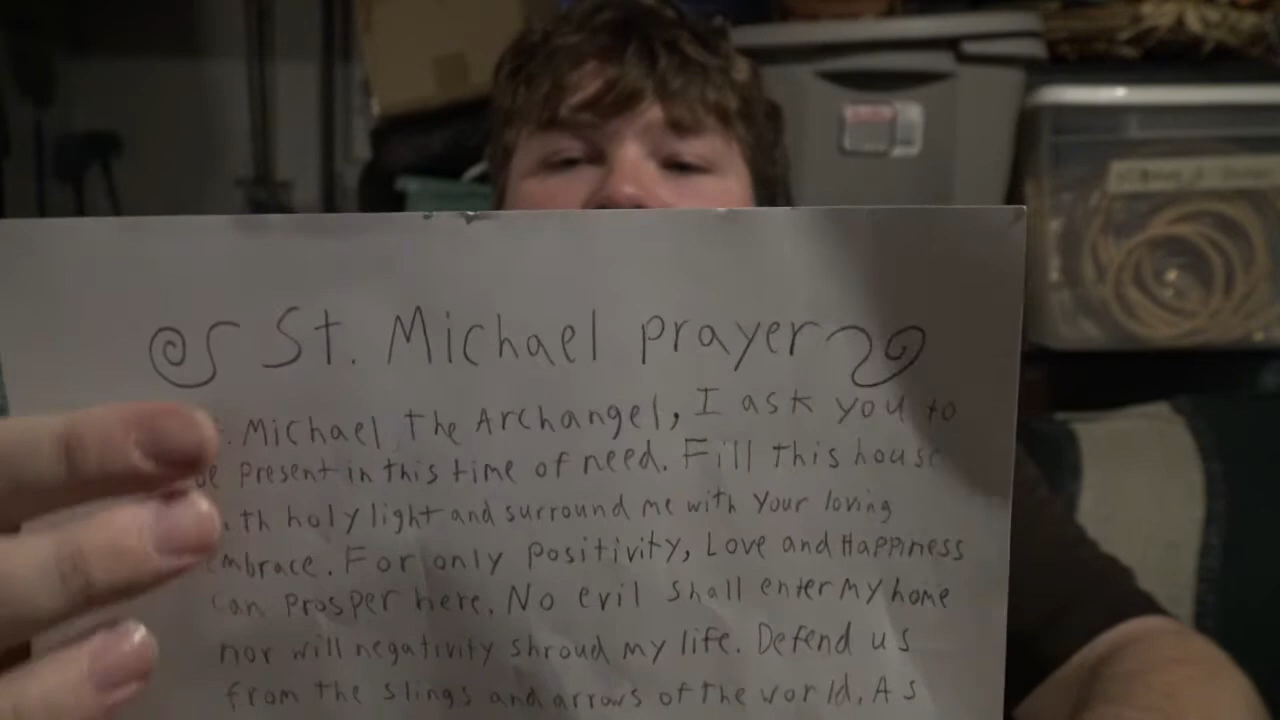 St. Michael prayer
Michael The Archangel, I ask you to
be present in this time of need. Fill This house
holy light and surround me with Your loving
embrace. For only positivity, Love and Happiness
can prosper here. No evil shall enter my home
nor will negativity shroud my life. Defend us
from the slings and arrows of the world. As